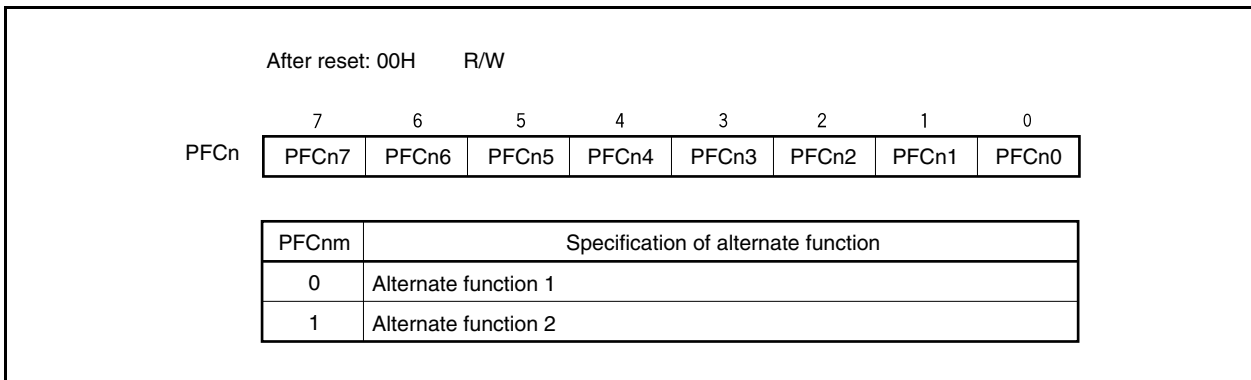 After reset: 00H R/W
7 6 5 4 3 2 1 0
PFCn PFCn7 PFCn6 PFCn5 PFCn4 PFCn3 PFCn2 PFCn1 PFCn0
PFCnm Specification of alternate function
0 Alternate function 1
1 Alternate function 2